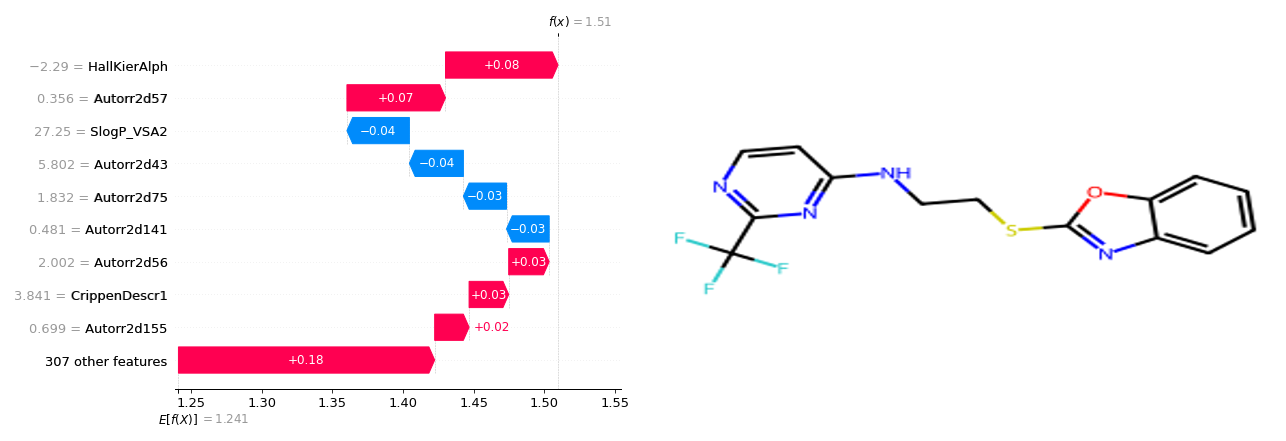 f(x) = 1.51
−2.29 = HallKierAlph
+0.08
0.356 = Autorr2d57
+0.07
27.25 = SlogP_VSA2
−0.04
5.802 = Autorr2d43
−0.04
1.832 = Autorr2d75
−0.03
0.481 = Autorr2d141
−0.03
2.002 = Autorr2d56
+0.03
3.841 = CrippenDescr1
+0.03
0.699 = Autorr2d155
+0.02
307 other features
+0.18
1.25 1.30 1.35 1.40 1.45 1.50 1.55
E[f(X)] = 1.241
N
N
NH
F
F
F
S
O
N